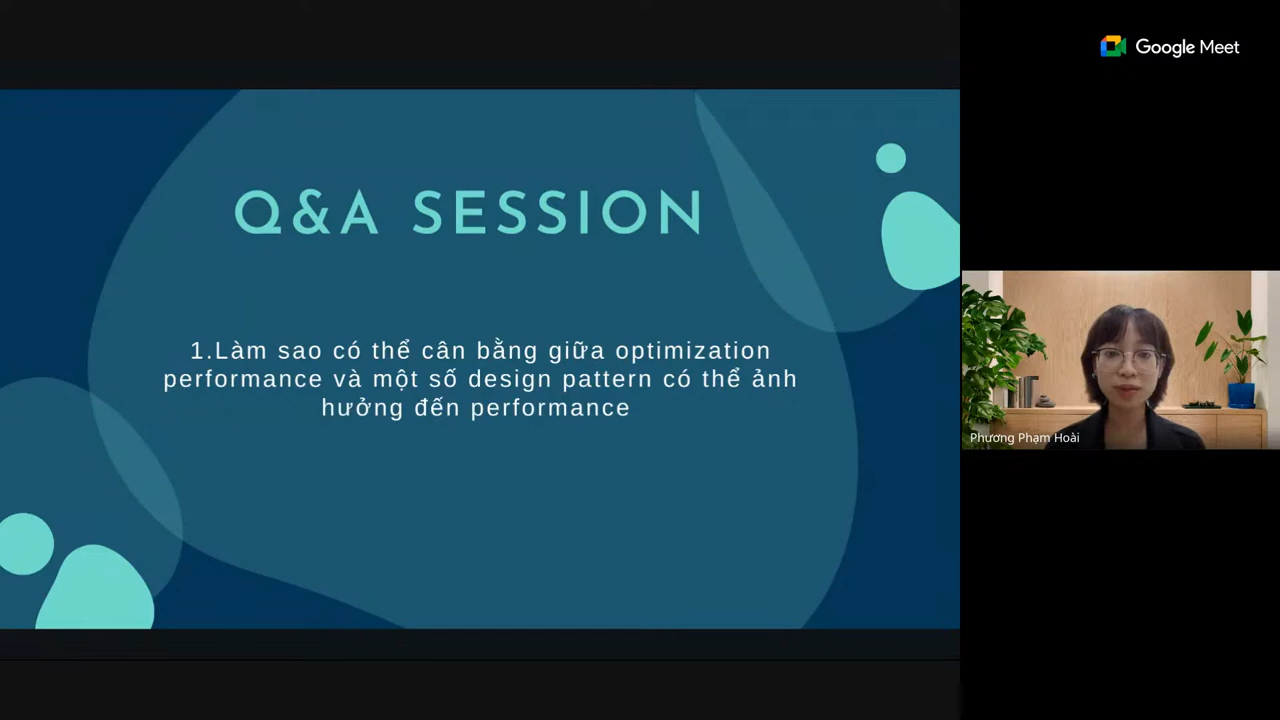 Google Meet
Q&A SESSION
1.Làm sao có thể cân bằng giữa optimization
performance và một số design pattern có thể ảnh
hưởng đến performance
Phương Phạm Hoài